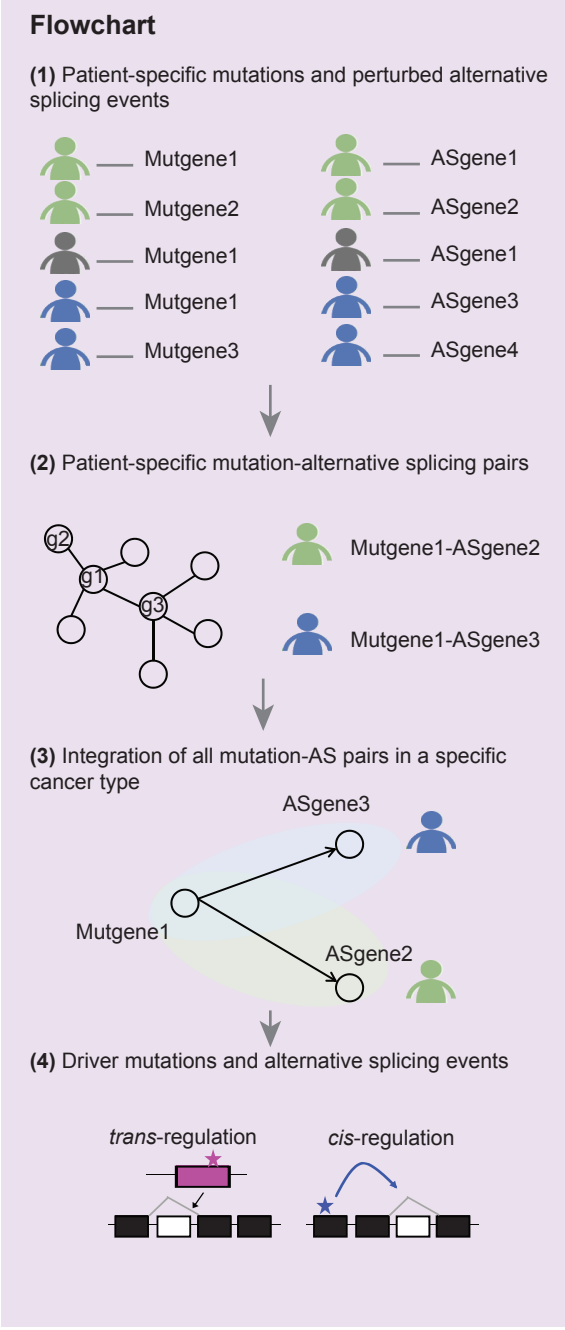 Flowchart
(1) Patient-specific mutations and perturbed alternative
splicing events
Mutgene1
ASgene1
Mutgene2
ASgene2
Mutgene1
ASgene1
Mutgene1
ASgene3
Mutgene3
ASgene4
(2) Patient-specific mutation-alternative splicing pairs
g2
g1
g3
Mutgene1-ASgene2
Mutgene1-ASgene3
(3) Integration of all mutation-AS pairs in a specific
cancer type
ASgene3
Mutgene1
ASgene2
(4) Driver mutations and alternative splicing events
trans-regulation
cis-regulation